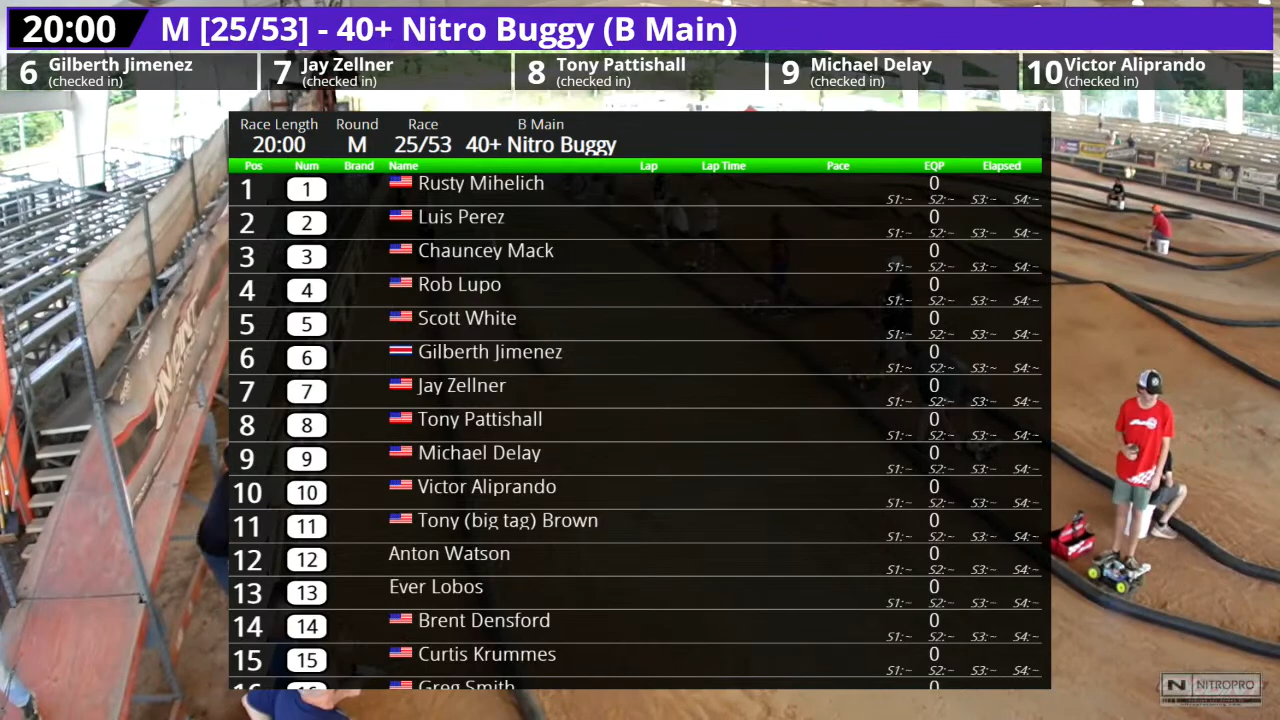 20:00 M [25/53] - 40+ Nitro Buggy (B Main)
6 Gilberth Jimenez (checked in)
7 Jay Zellner (checked in)
8 Tony Pattishall (checked in)
9 Michael Delay (checked in)
10 Victor Aliprando (checked in)
Race Length Round Race B Main
20:00 M 25/53 40+ Nitro Buggy
Pos Num Brand Name Lap Lap Time Pace EQP Elapsed
1 1 Rusty Mihelich 0
S1:~ S2:~ S3:~ S4:~
2 2 Luis Perez 0
S1:~ S2:~ S3:~ S4:~
3 3 Chauncey Mack 0
S1:~ S2:~ S3:~ S4:~
4 4 Rob Lupo 0
S1:~ S2:~ S3:~ S4:~
5 5 Scott White 0
S1:~ S2:~ S3:~ S4:~
6 6 Gilberth Jimenez 0
S1:~ S2:~ S3:~ S4:~
7 7 Jay Zellner 0
S1:~ S2:~ S3:~ S4:~
8 8 Tony Pattishall 0
S1:~ S2:~ S3:~ S4:~
9 9 Michael Delay 0
S1:~ S2:~ S3:~ S4:~
10 10 Victor Aliprando 0
S1:~ S2:~ S3:~ S4:~
11 11 Tony (big tag) Brown 0
S1:~ S2:~ S3:~ S4:~
12 12 Anton Watson 0
S1:~ S2:~ S3:~ S4:~
13 13 Ever Lobos 0
S1:~ S2:~ S3:~ S4:~
14 14 Brent Densford 0
S1:~ S2:~ S3:~ S4:~
15 15 Curtis Krummes 0
S1:~ S2:~ S3:~ S4:~
16 16 Greg Smith 0
N NITROPRO